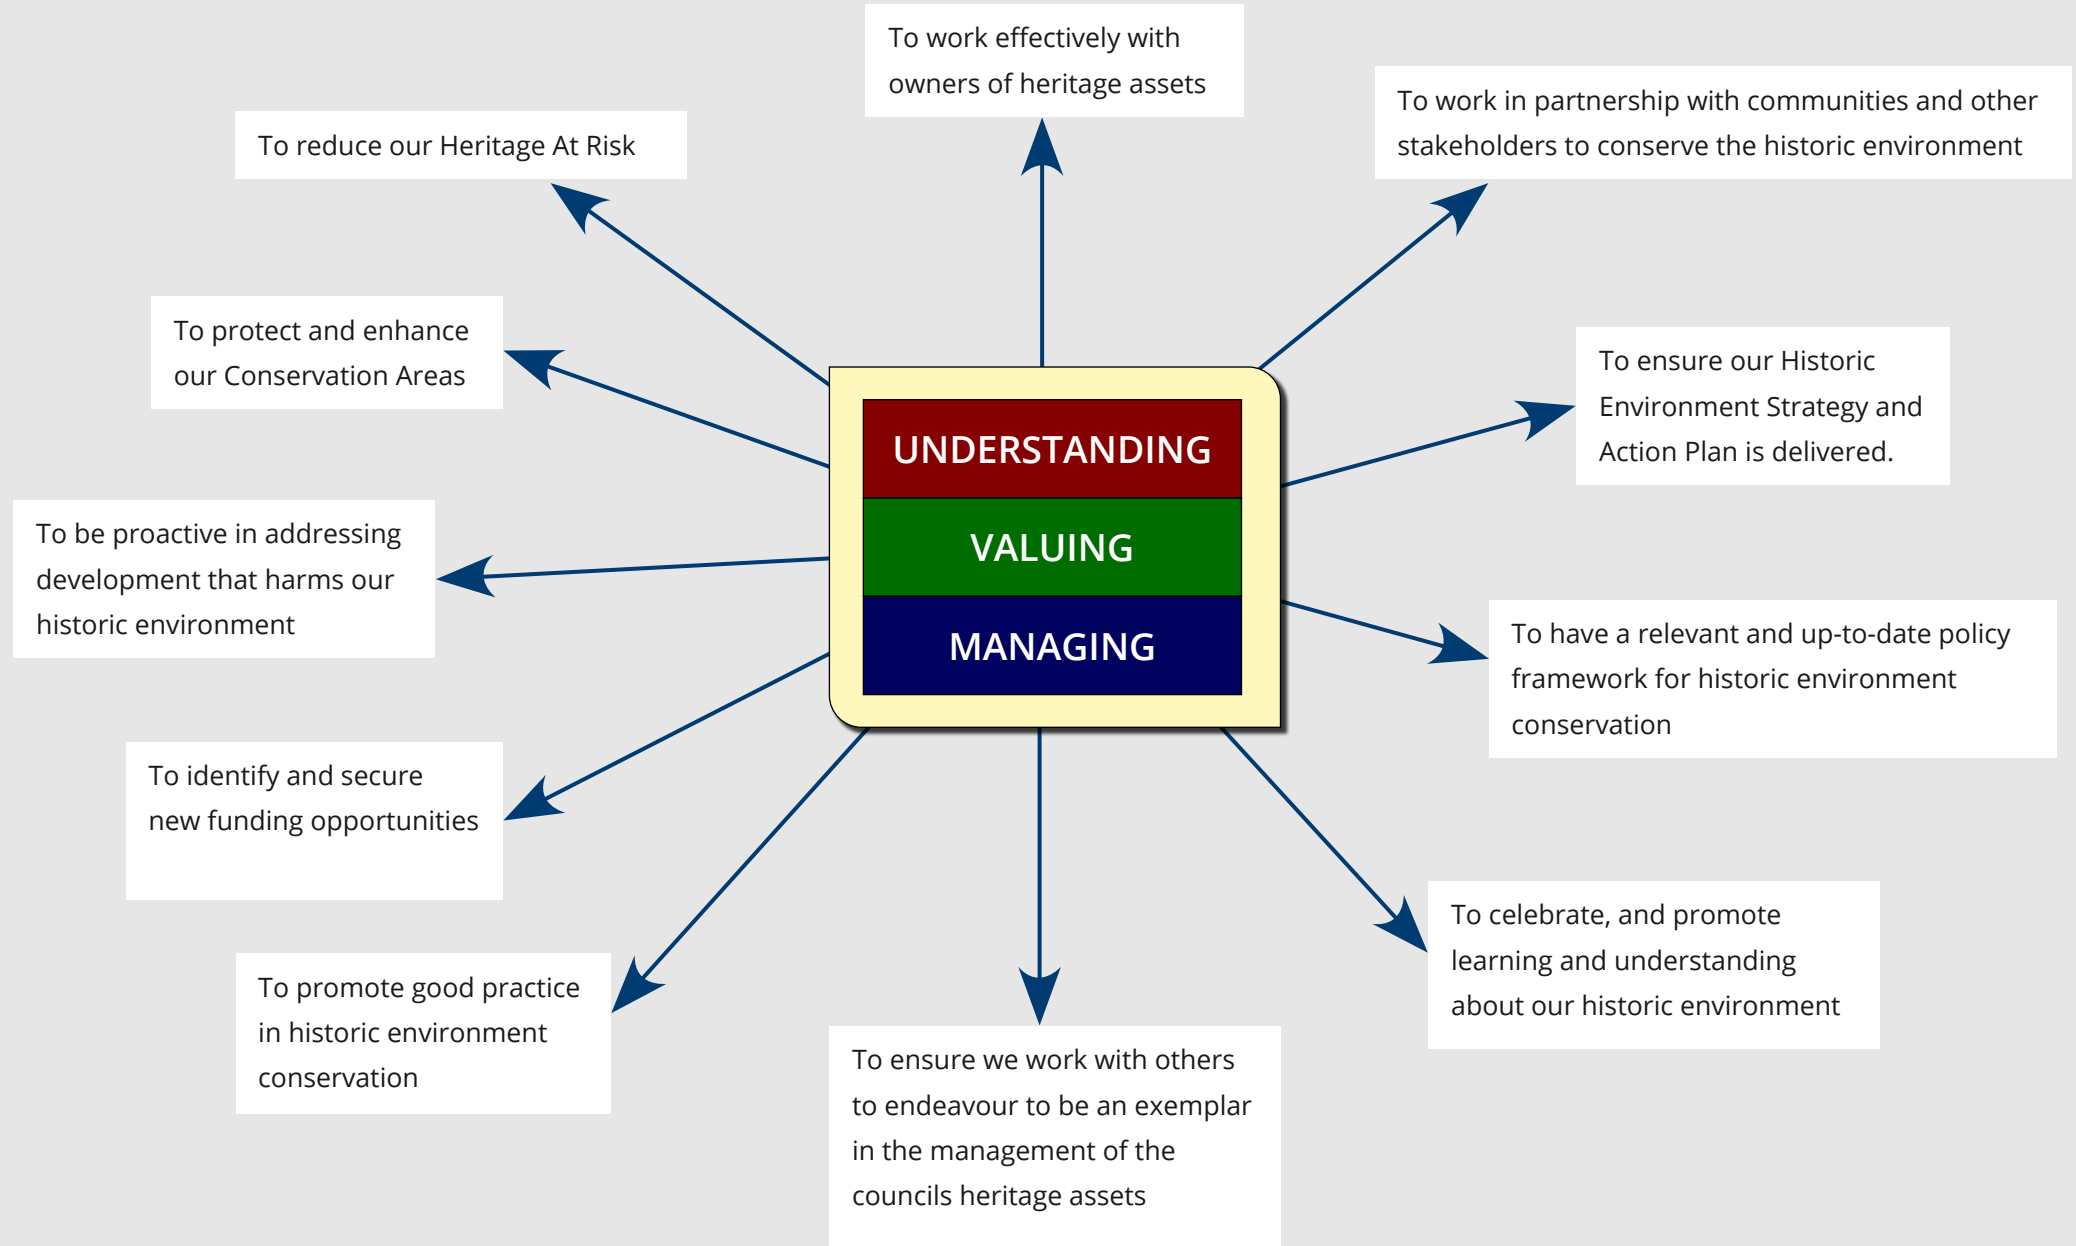 To work effectively with
owners of heritage assets
To work in partnership with communities and other
stakeholders to conserve the historic environment
To reduce our Heritage At Risk
To protect and enhance
our Conservation Areas
To ensure our Historic
Environment Strategy and
Action Plan is delivered.
UNDERSTANDING
VALUING
MANAGING
To be proactive in addressing
development that harms our
historic environment
To have a relevant and up-to-date policy
framework for historic environment
conservation
To identify and secure
new funding opportunities
To celebrate, and promote
learning and understanding
about our historic environment
To promote good practice
in historic environment
conservation
To ensure we work with others
to endeavour to be an exemplar
in the management of the
councils heritage assets